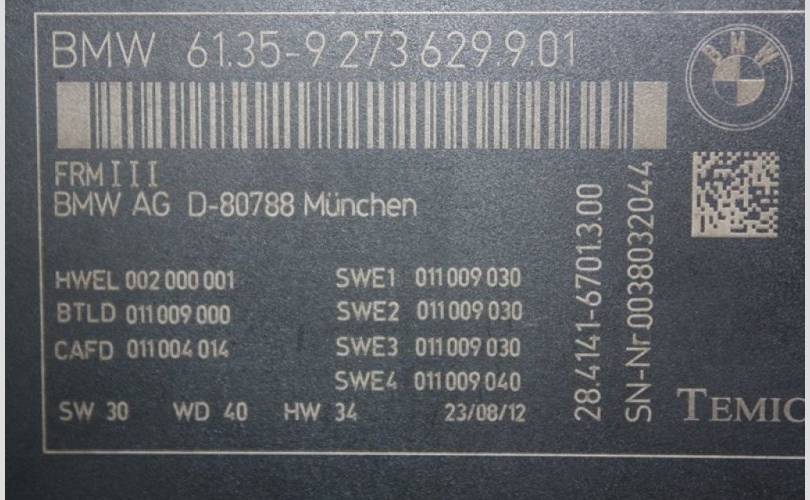 BMW 61.35-9 273 629.9.01
BMW
FRM III
BMW AG D-80788 München
HWEL 002 000 001
SWE1 011 009 030
BTLD 011 009 000
SWE2 011 009 030
CAFD 011 004 014
SWE3 011 009 030
SWE4 011 009 040
SW 30 WD 40 HW 34 23/08/12
28.4141-6701.3.00
SN-Nr 0038032044
TEMIC